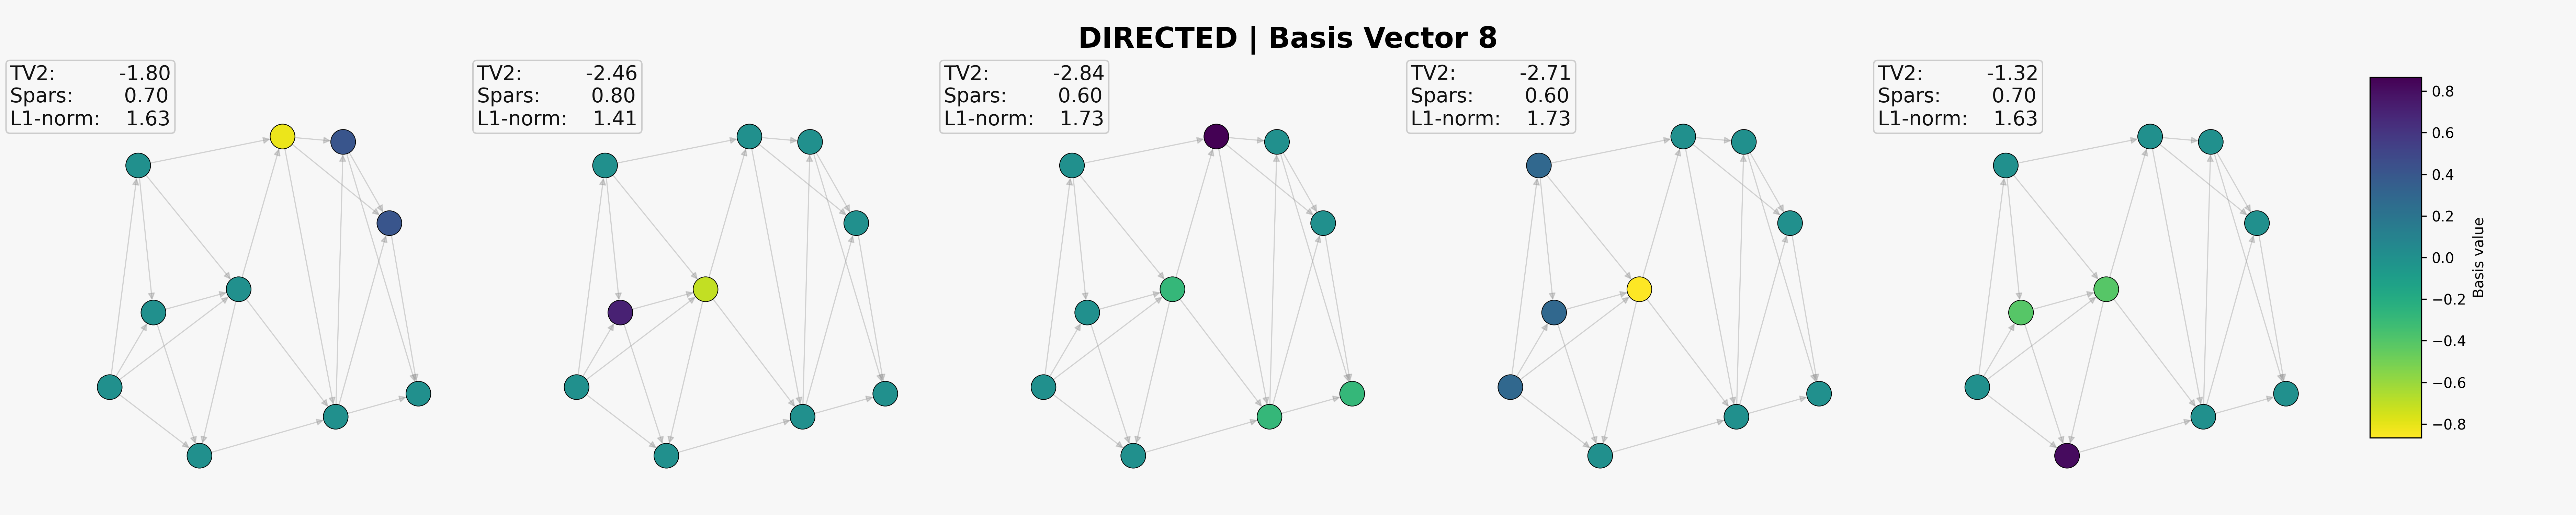 DIRECTED | Basis Vector 8
TV2: -1.80
Spars: 0.70
L1-norm: 1.63
TV2: -2.46
Spars: 0.80
L1-norm: 1.41
TV2: -2.84
Spars: 0.60
L1-norm: 1.73
TV2: -2.71
Spars: 0.60
L1-norm: 1.73
TV2: -1.32
Spars: 0.70
L1-norm: 1.63
0.8
0.6
0.4
0.2
0.0
−0.2
−0.4
−0.6
−0.8
Basis value